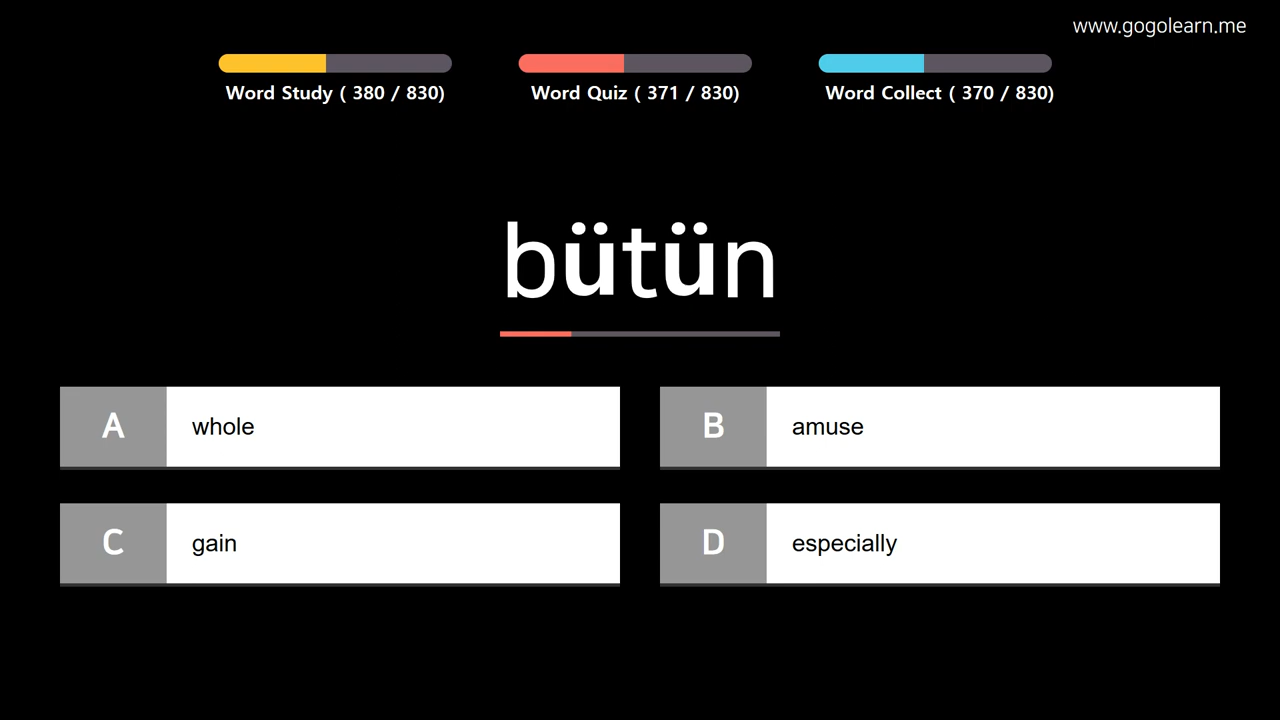 www.gogolearn.me
Word Study ( 380 / 830)
Word Quiz ( 371 / 830)
Word Collect ( 370 / 830)
bütün
A whole
B amuse
C gain
D especially